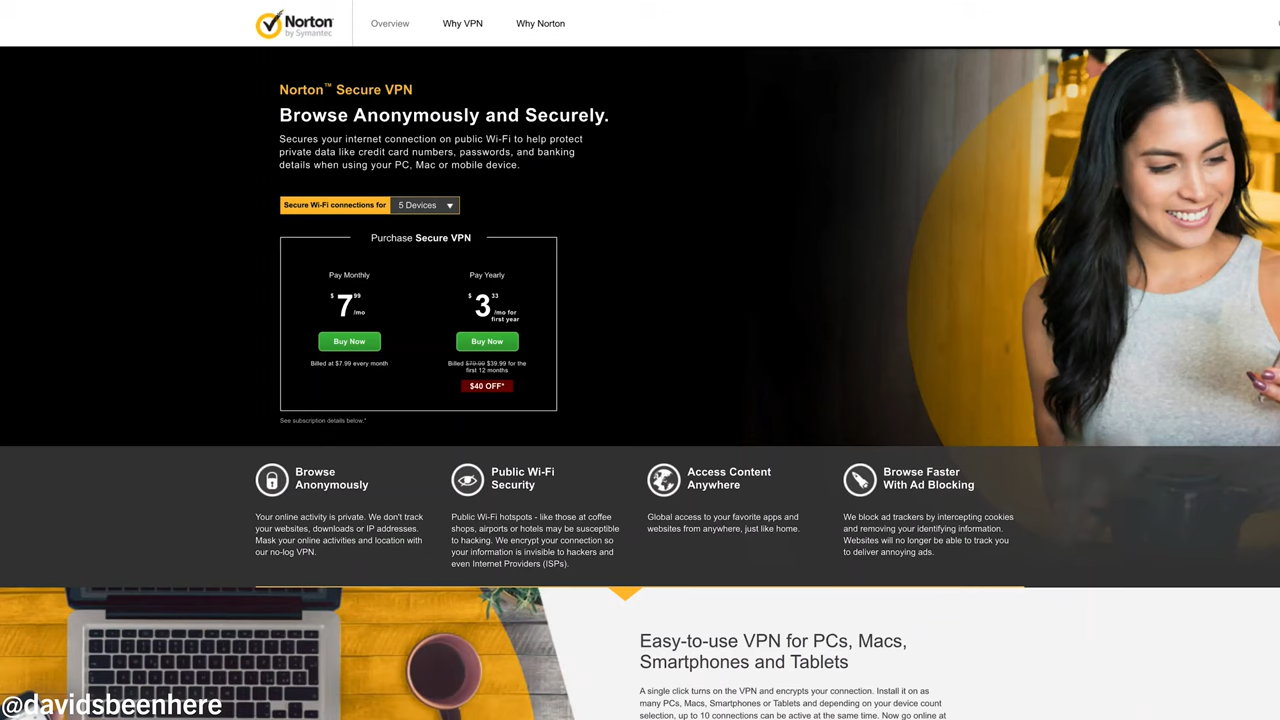 Norton
by Symantec
Overview
Why VPN
Why Norton
Norton™ Secure VPN
Browse Anonymously and Securely.
Secures your internet connection on public Wi-Fi to help protect
private data like credit card numbers, passwords, and banking
details when using your PC, Mac or mobile device.
Secure Wi-Fi connections for
5 Devices
Purchase Secure VPN
Pay Monthly
$7 99 /mo
Buy Now
Billed at $7.99 every month
Pay Yearly
$3 33 /mo for
first year
Buy Now
Billed $79.99 $39.99 for the
first 12 months
$40 OFF*
See subscription details below.*
Browse
Anonymously
Your online activity is private. We don't track
your websites, downloads or IP addresses.
Mask your online activities and location with
our no-log VPN.
Public Wi-Fi
Security
Public Wi-Fi hotspots - like those at coffee
shops, airports or hotels may be susceptible
to hacking. We encrypt your connection so
your information is invisible to hackers and
even Internet Providers (ISPs).
Access Content
Anywhere
Global access to your favorite apps and
websites from anywhere, just like home.
Browse Faster
With Ad Blocking
We block ad trackers by intercepting cookies
and removing your identifying information.
Websites will no longer be able to track you
to deliver annoying ads.
Easy-to-use VPN for PCs, Macs,
Smartphones and Tablets
A single click turns on the VPN and encrypts your connection. Install it on as
many PCs, Macs, Smartphones or Tablets and depending on your device count
selection, up to 10 connections can be active at the same time. Now go online at
@davidsbeenhere